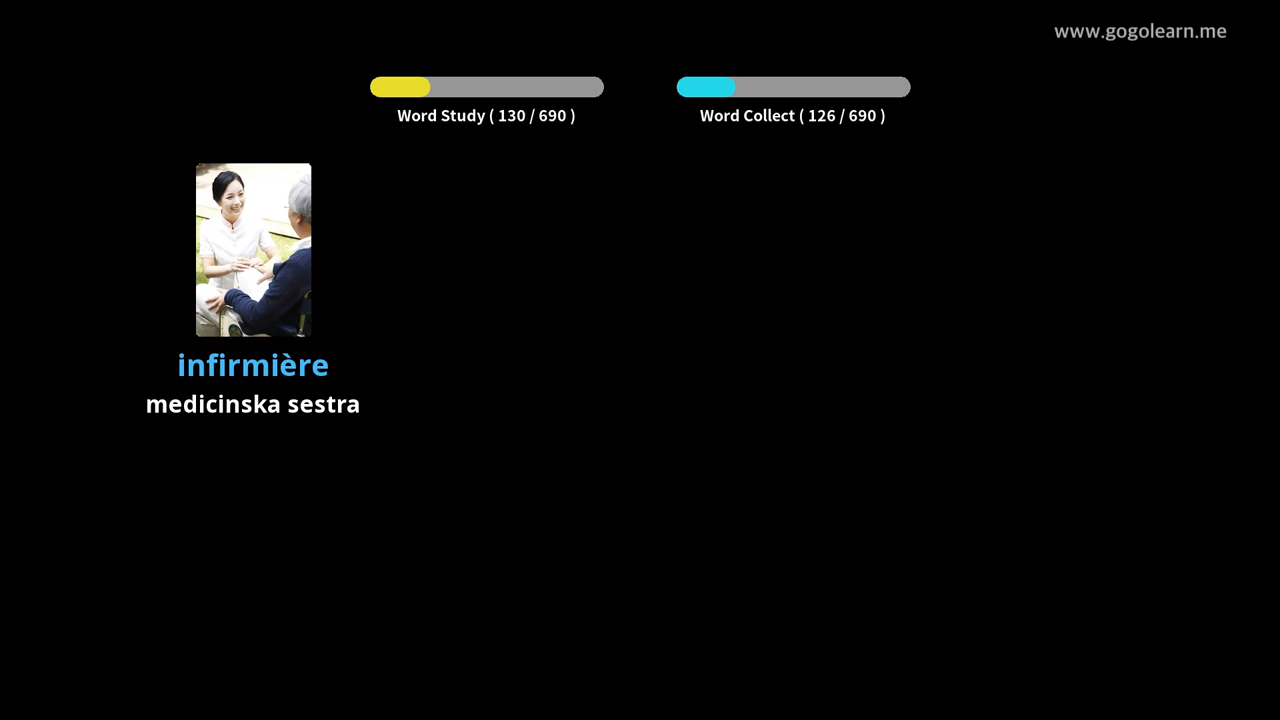 www.gogolearn.me
Word Study ( 130 / 690 )
Word Collect ( 126 / 690 )
infirmière
medicinska sestra